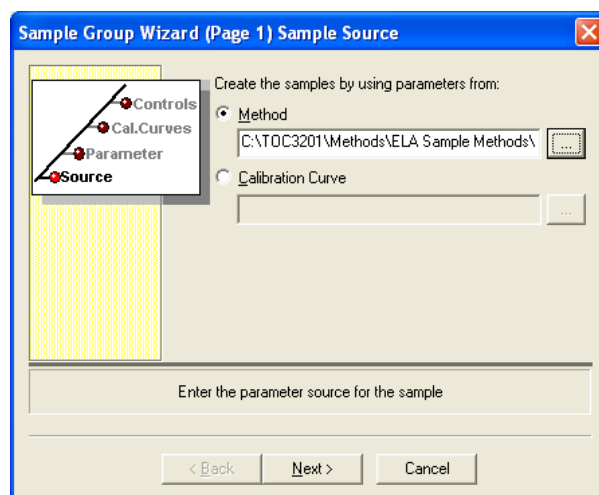 Sample Group Wizard (Page 1) Sample Source
Create the samples by using parameters from:
Controls
Cal.Curves
Parameter
Source
Method
C:\TOC3201\Methods\ELA Sample Methods\
...
Calibration Curve
...
Enter the parameter source for the sample
< Back
Next >
Cancel